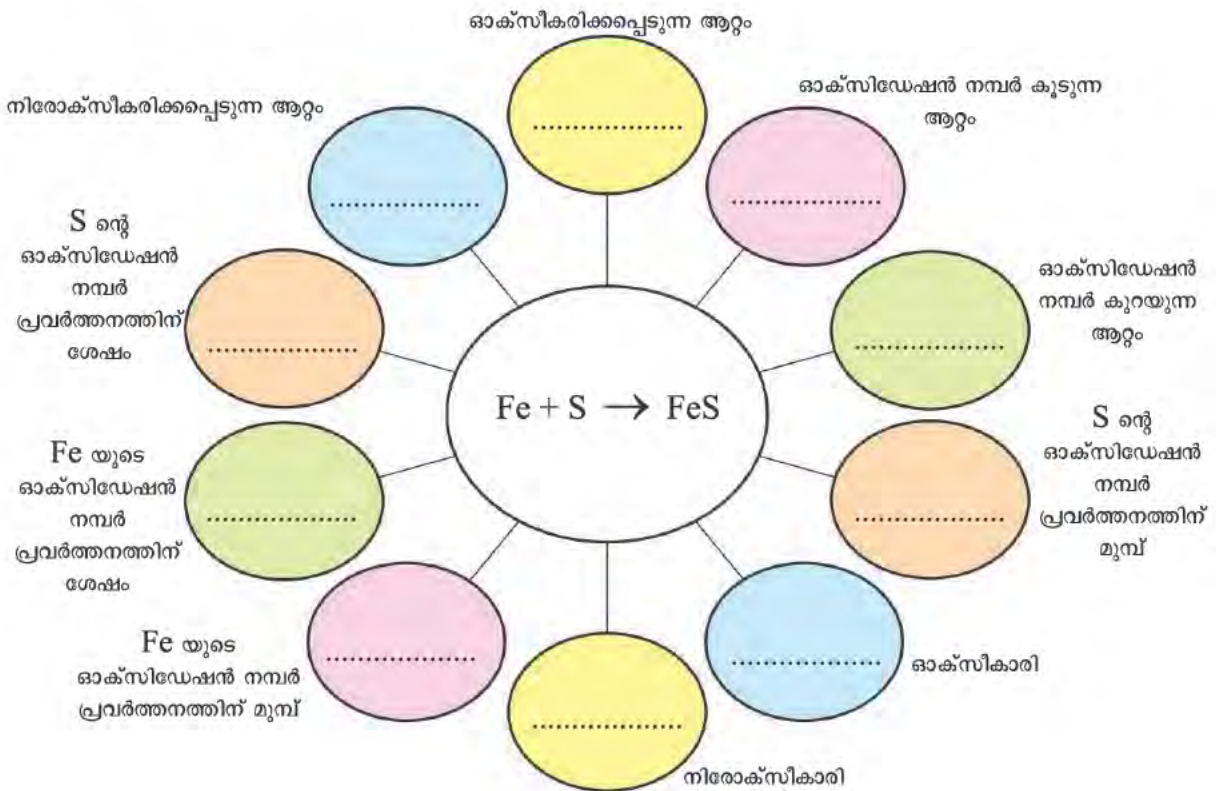 ഓക്സീകരിക്കപ്പെടുന്ന ആറ്റം
ഓക്സിഡേഷൻ നമ്പർ കൂടുന്ന
ആറ്റം
ഓക്സിഡേഷൻ
നമ്പർ കുറയുന്ന
ആറ്റം
S ന്റെ
ഓക്സിഡേഷൻ
നമ്പർ
പ്രവർത്തനത്തിന്
മുമ്പ്
ഓക്സീകാരി
നിരോക്സീകാരി
Fe യുടെ
ഓക്സിഡേഷൻ നമ്പർ
പ്രവർത്തനത്തിന് മുമ്പ്
Fe യുടെ
ഓക്സിഡേഷൻ
നമ്പർ
പ്രവർത്തനത്തിന്
ശേഷം
S ന്റെ
ഓക്സിഡേഷൻ
നമ്പർ
പ്രവർത്തനത്തിന്
ശേഷം
നിരോക്സീകരിക്കപ്പെടുന്ന ആറ്റം
Fe + S → FeS